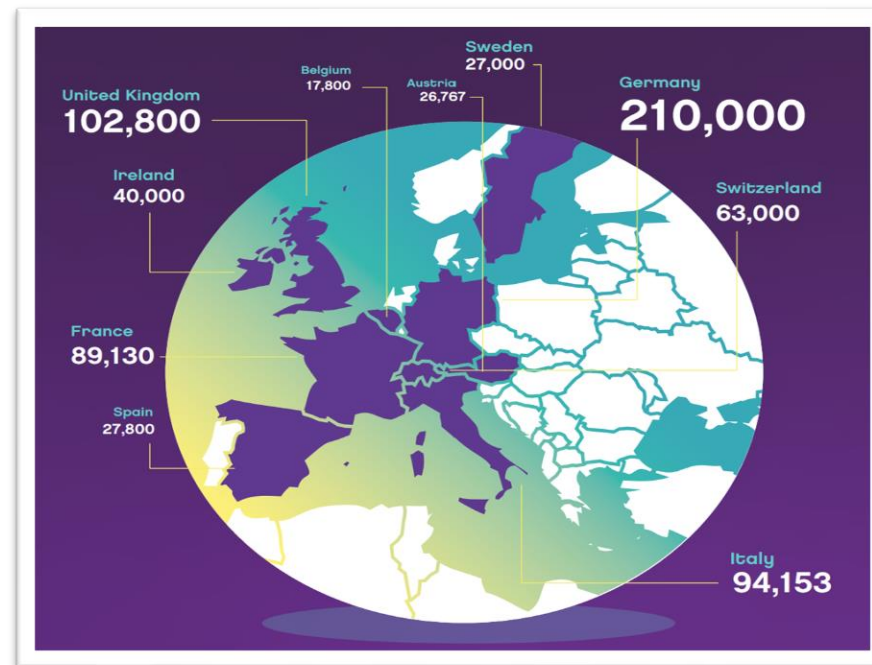 Sweden
27,000
Belgium
17,800
Austria
26,767
Germany
210,000
United Kingdom
102,800
Ireland
40,000
Switzerland
63,000
France
89,130
Spain
27,800
Italy
94,153